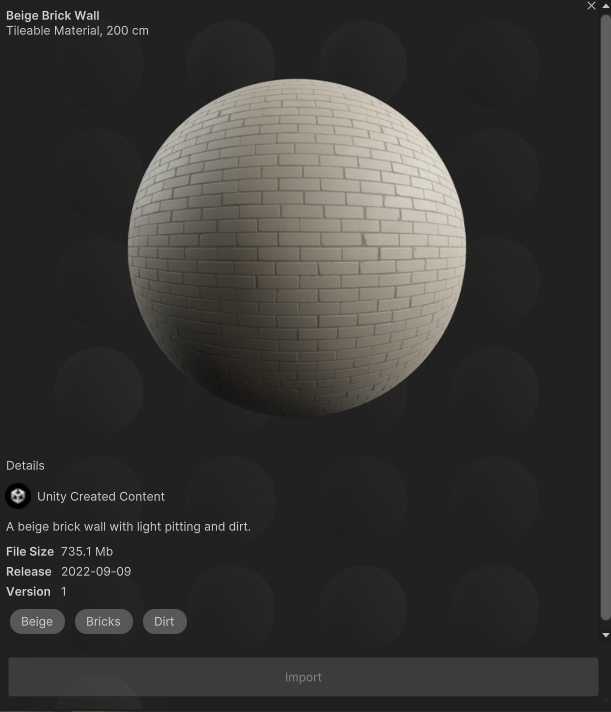 Beige Brick Wall
Tileable Material, 200 cm
Details
Unity Created Content
A beige brick wall with light pitting and dirt.
File Size 735.1 Mb
Release 2022-09-09
Version 1
Beige Bricks Dirt
Import